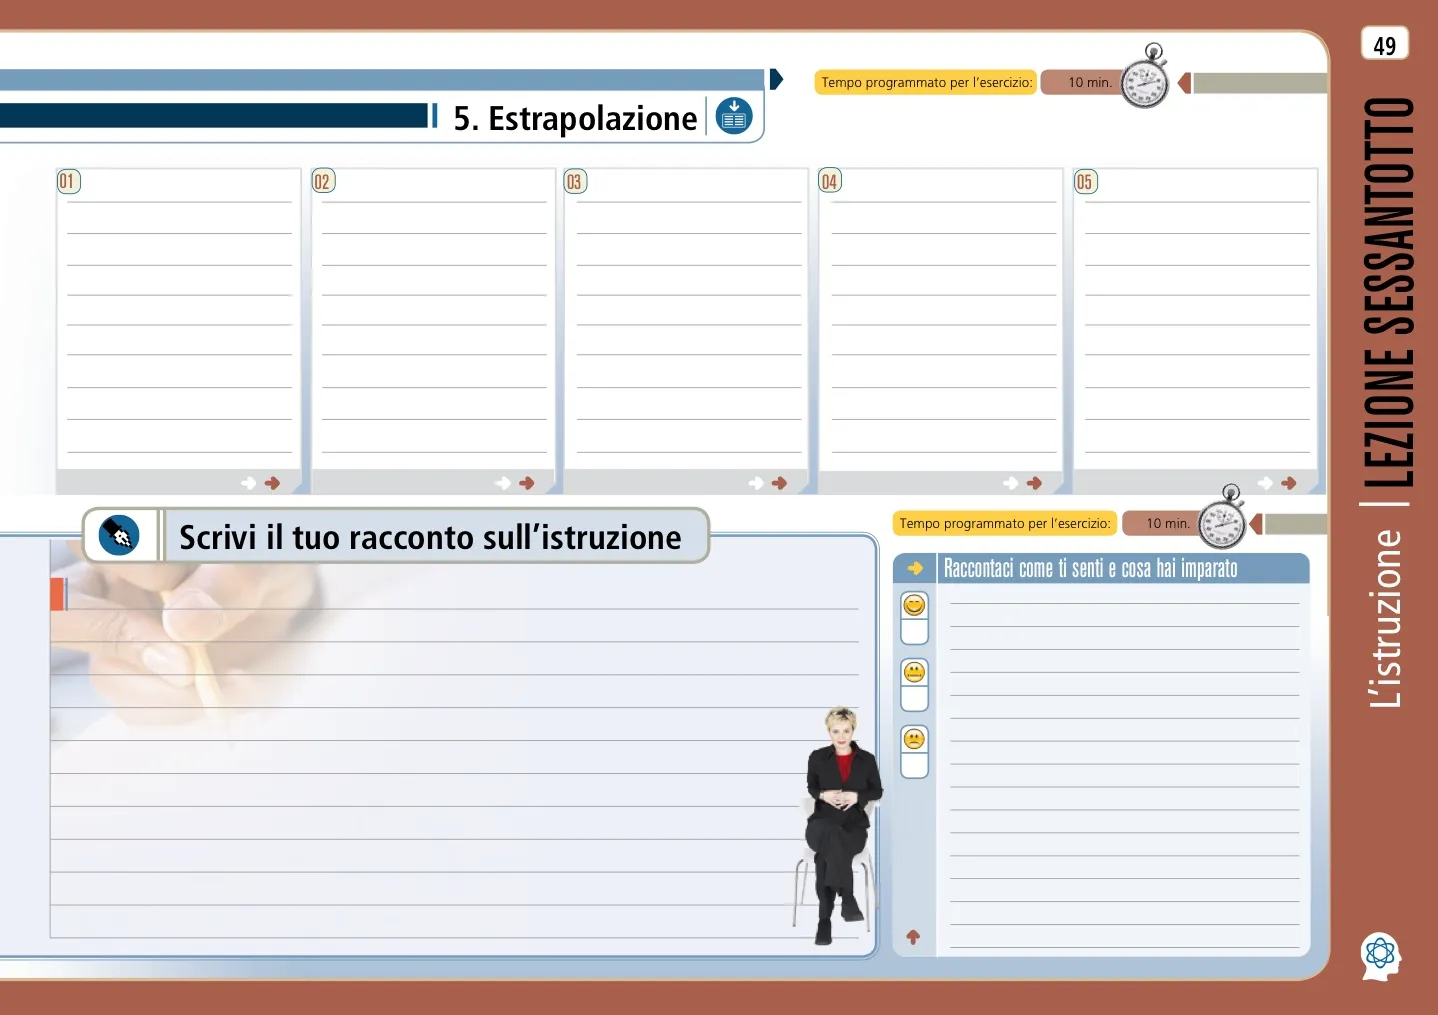 49
Tempo programmato per l'esercizio: 10 min.
5. Estrapolazione
01 02 03 04 05
Scrivi il tuo racconto sull'istruzione
Tempo programmato per l'esercizio: 10 min.
Raccontaci come ti senti e cosa hai imparato
L'istruzione | LEZIONE SESSANTOTTO